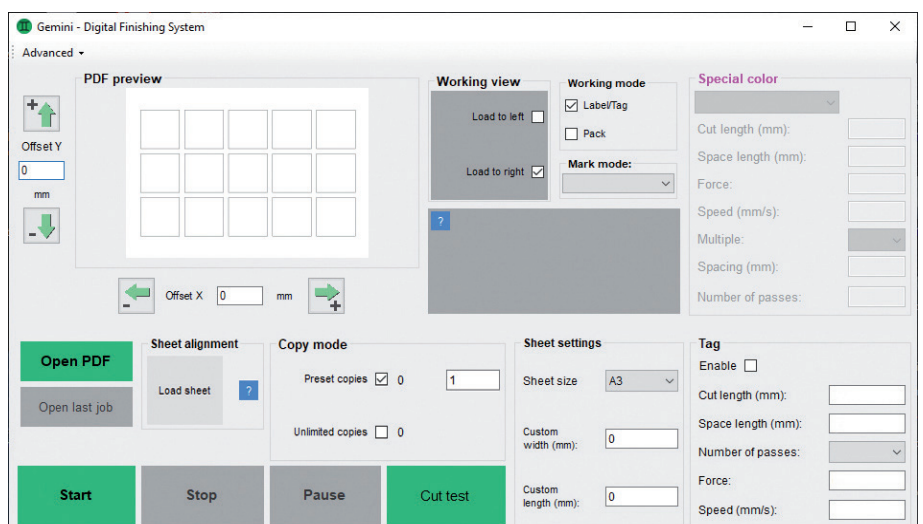 Gemini - Digital Finishing System
Advanced
PDF preview
Working view
Working mode
Special color
Load to left
Label/Tag
Pack
Load to right
Mark mode:
Offset Y
0
mm
Cut length (mm):
Space length (mm):
Force:
Speed (mm/s):
Multiple:
Spacing (mm):
Number of passes:
?
Offset X
0
mm
Open PDF
Open last job
Sheet alignment
Load sheet
?
Copy mode
Preset copies
0
1
Unlimited copies
0
Sheet settings
Sheet size
A3
Custom
width (mm):
0
Custom
length (mm):
0
Tag
Enable
Cut length (mm):
Space length (mm):
Number of passes:
Force:
Speed (mm/s):
Start
Stop
Pause
Cut test